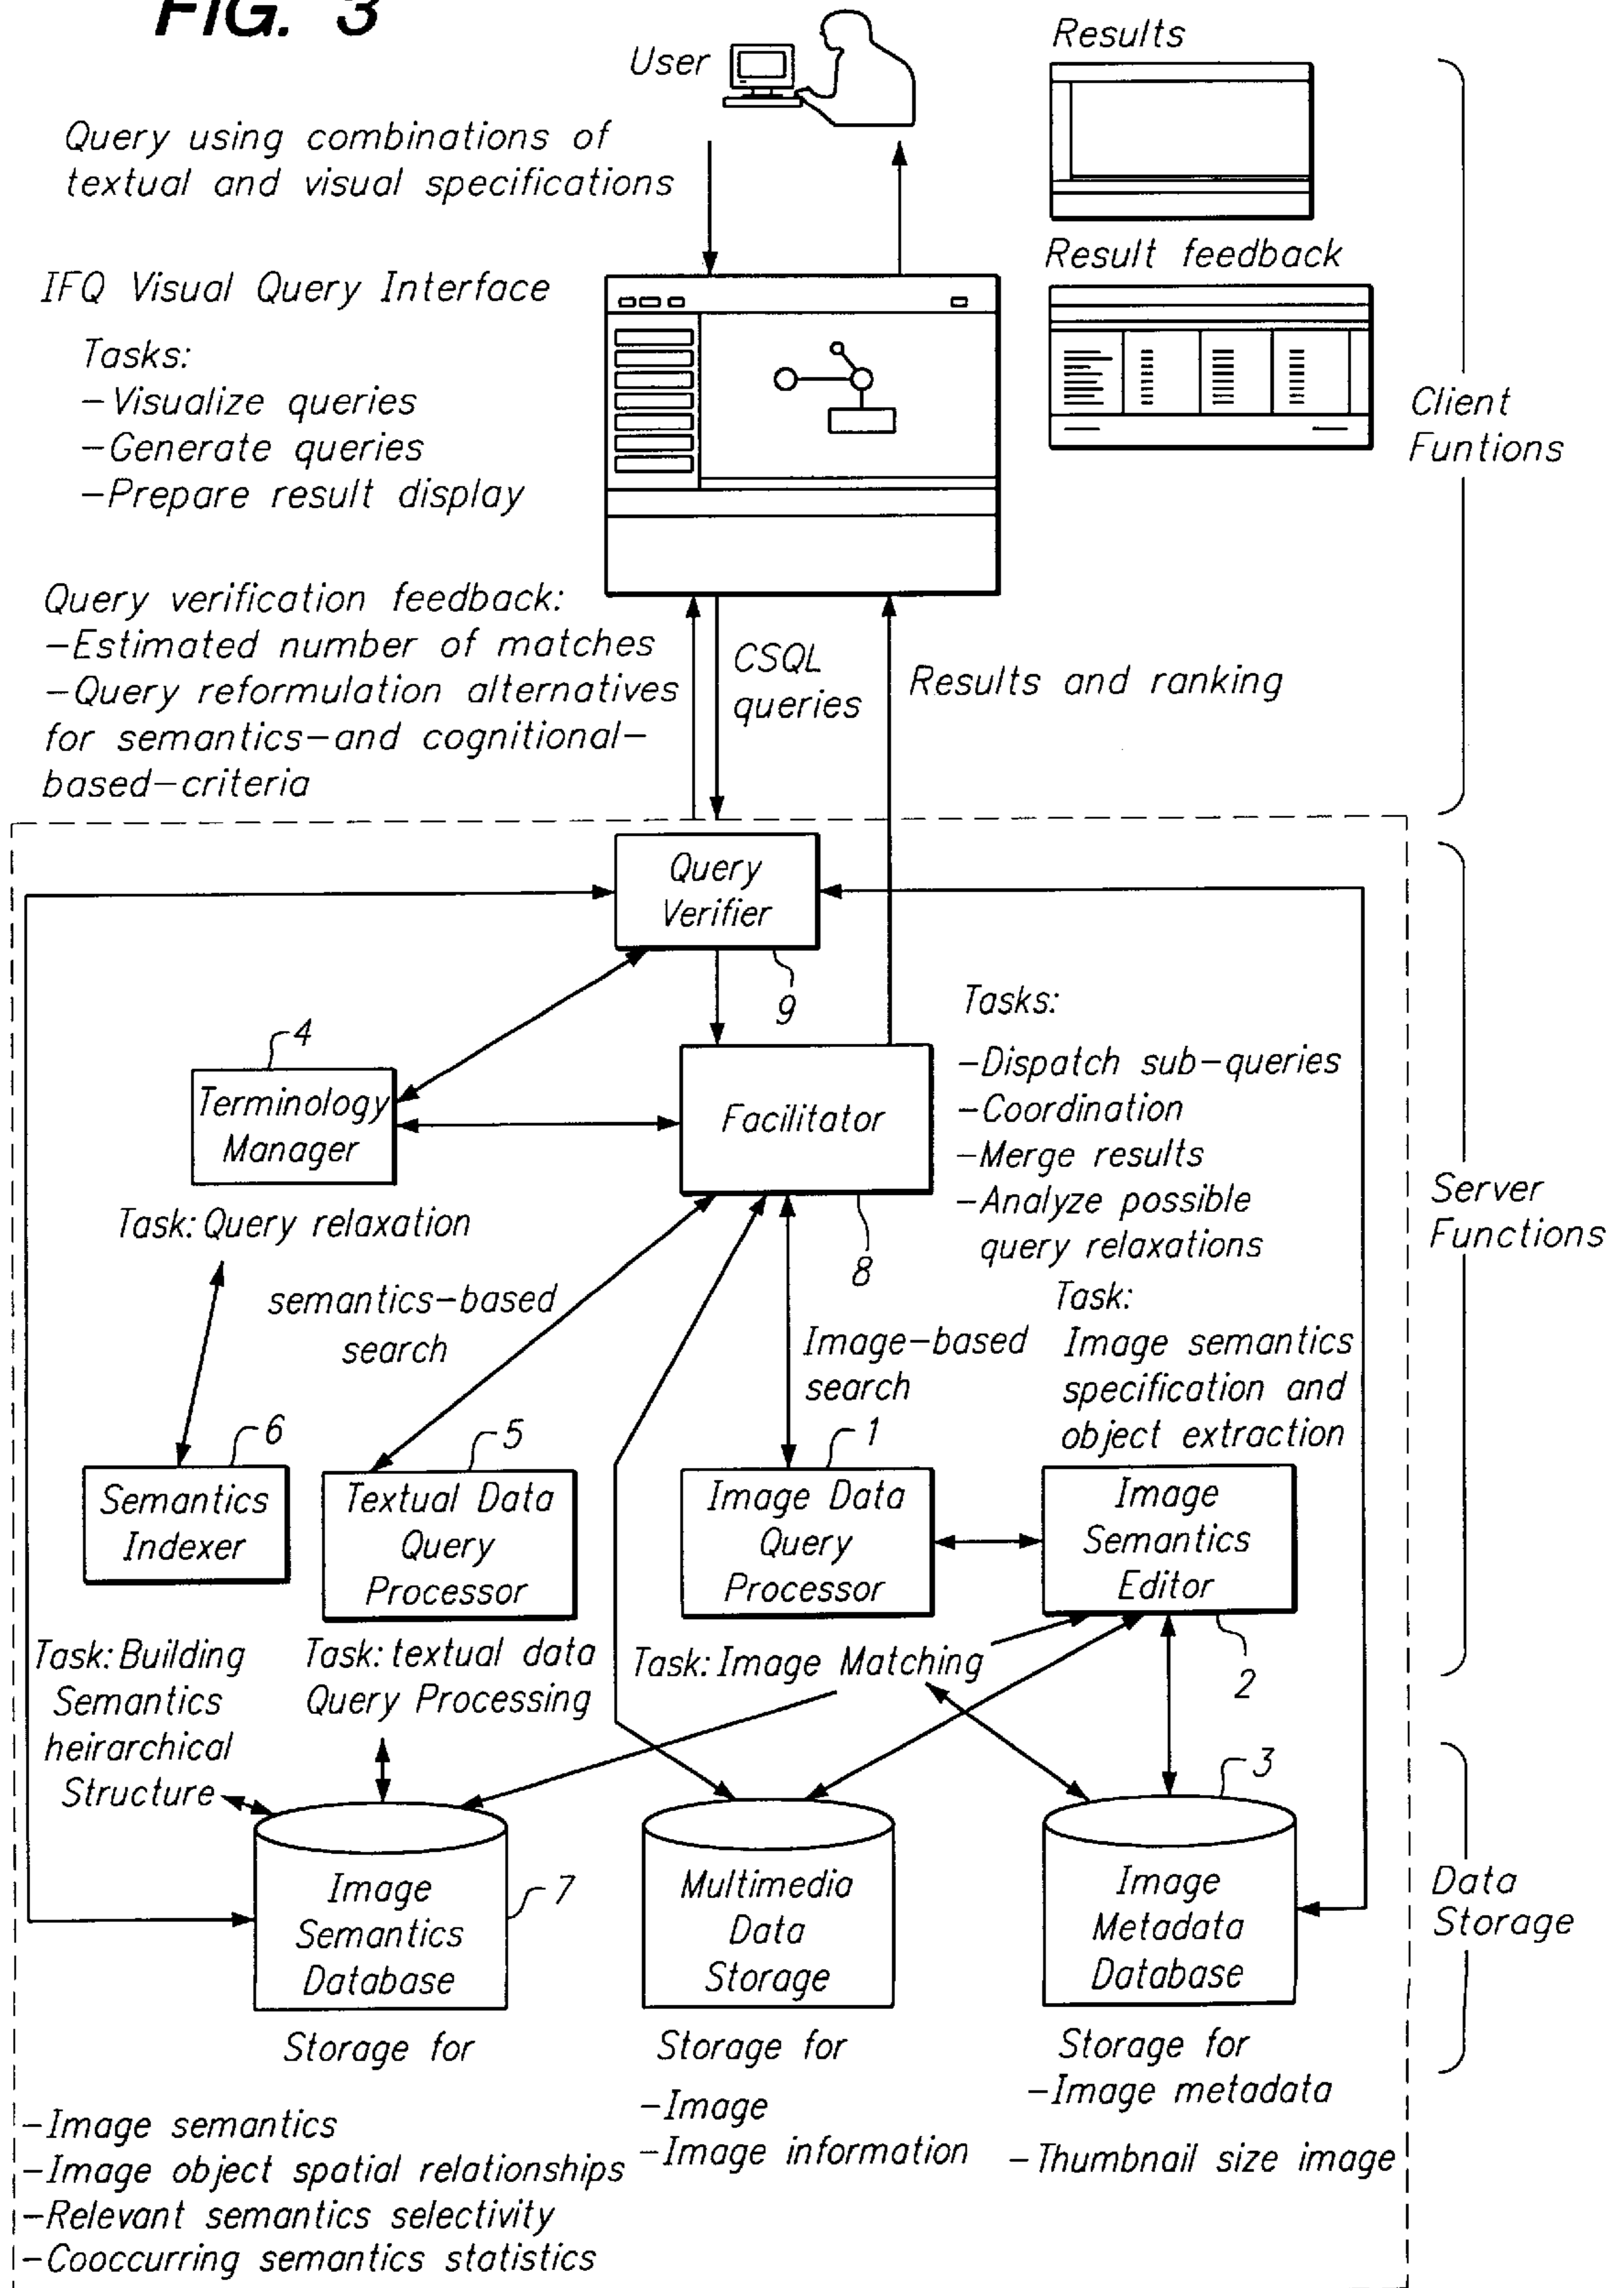 FIG. 3
User
Results
Query using combinations of
textual and visual specifications
Result feedback
IFQ Visual Query Interface
Tasks:
-Visualize queries
-Generate queries
-Prepare result display
Client
Funtions
Query verification feedback:
-Estimated number of matches
-Query reformulation alternatives
for semantics-and cognitional-
based-criteria
CSQL
queries
Results and ranking
Query
Verifier
9
Tasks:
-Dispatch sub-queries
-Coordination
-Merge results
-Analyze possible
query relaxations
4
Terminology
Manager
Facilitator
8
Task: Query relaxation
Server
Functions
semantics-based
search
Image-based
search
Task:
Image semantics
specification and
object extraction
6
5
1
Semantics
Indexer
Textual Data
Query
Processor
Image Data
Query
Processor
Image
Semantics
Editor
2
Task: Building
Semantics
heirarchical
Structure
Task: textual data
Query Processing
Task: Image Matching
3
Image
Semantics
Database
7
Multimedia
Data
Storage
Image
Metadata
Database
Data
Storage
Storage for
-Image semantics
-Image object spatial relationships
-Relevant semantics selectivity
-Cooccurring semantics statistics
Storage for
-Image
-Image information
Storage for
-Image metadata
-Thumbnail size image